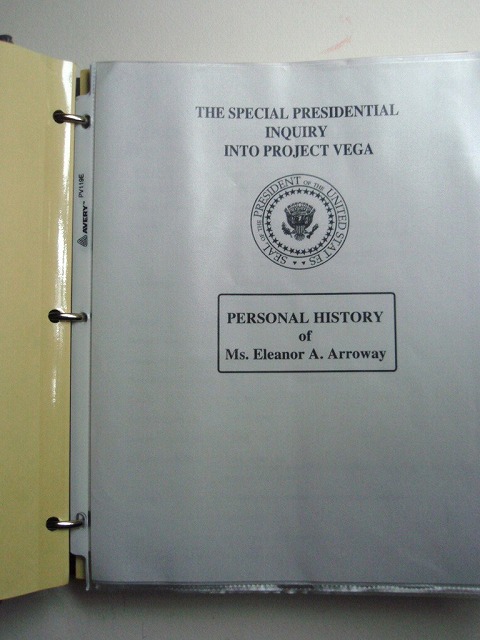 THE SPECIAL PRESIDENTIAL
INQUIRY
INTO PROJECT VEGA
SEAL OF THE PRESIDENT OF THE UNITED STATES
PERSONAL HISTORY
of
Ms. Eleanor A. Arroway
AVERY™ PV119E